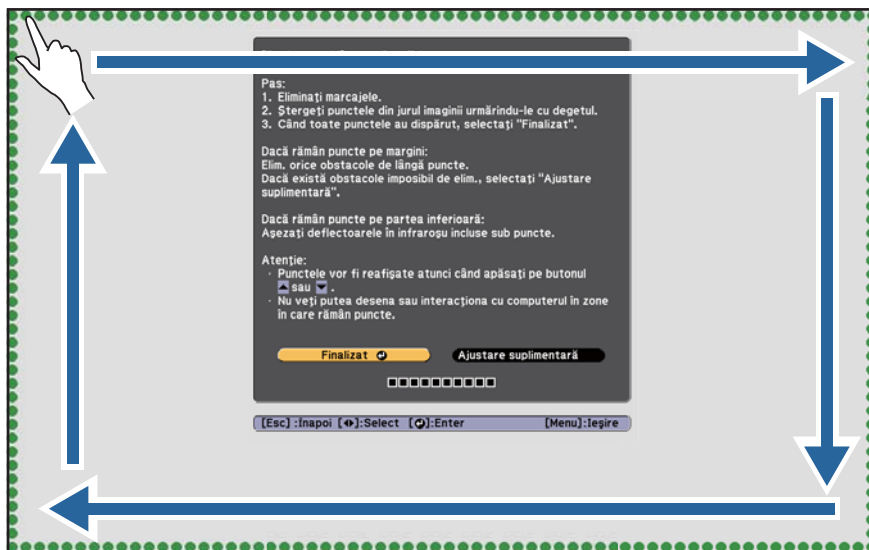 Pas:
1. Eliminați marcajele.
2. Ștergeți punctele din jurul imaginii urmărindu-le cu degetul.
3. Când toate punctele au dispărut, selectați "Finalizat".
Dacă rămân puncte pe margini:
Elim. orice obstacole de lângă puncte.
Dacă există obstacole imposibil de elim., selectați "Ajustare
suplimentară".
Dacă rămân puncte pe partea inferioară:
Așezați deflectoarele în infraroșu incluse sub puncte.
Atenție:
· Punctele vor fi reafișate atunci când apăsați pe butonul
sau .
· Nu veți putea desena sau interacționa cu computerul în zone
în care rămân puncte.
Finalizat Ajustare suplimentară
[Esc] :Înapoi [ ]:Select [ ]:Enter [Menu]:Ieșire